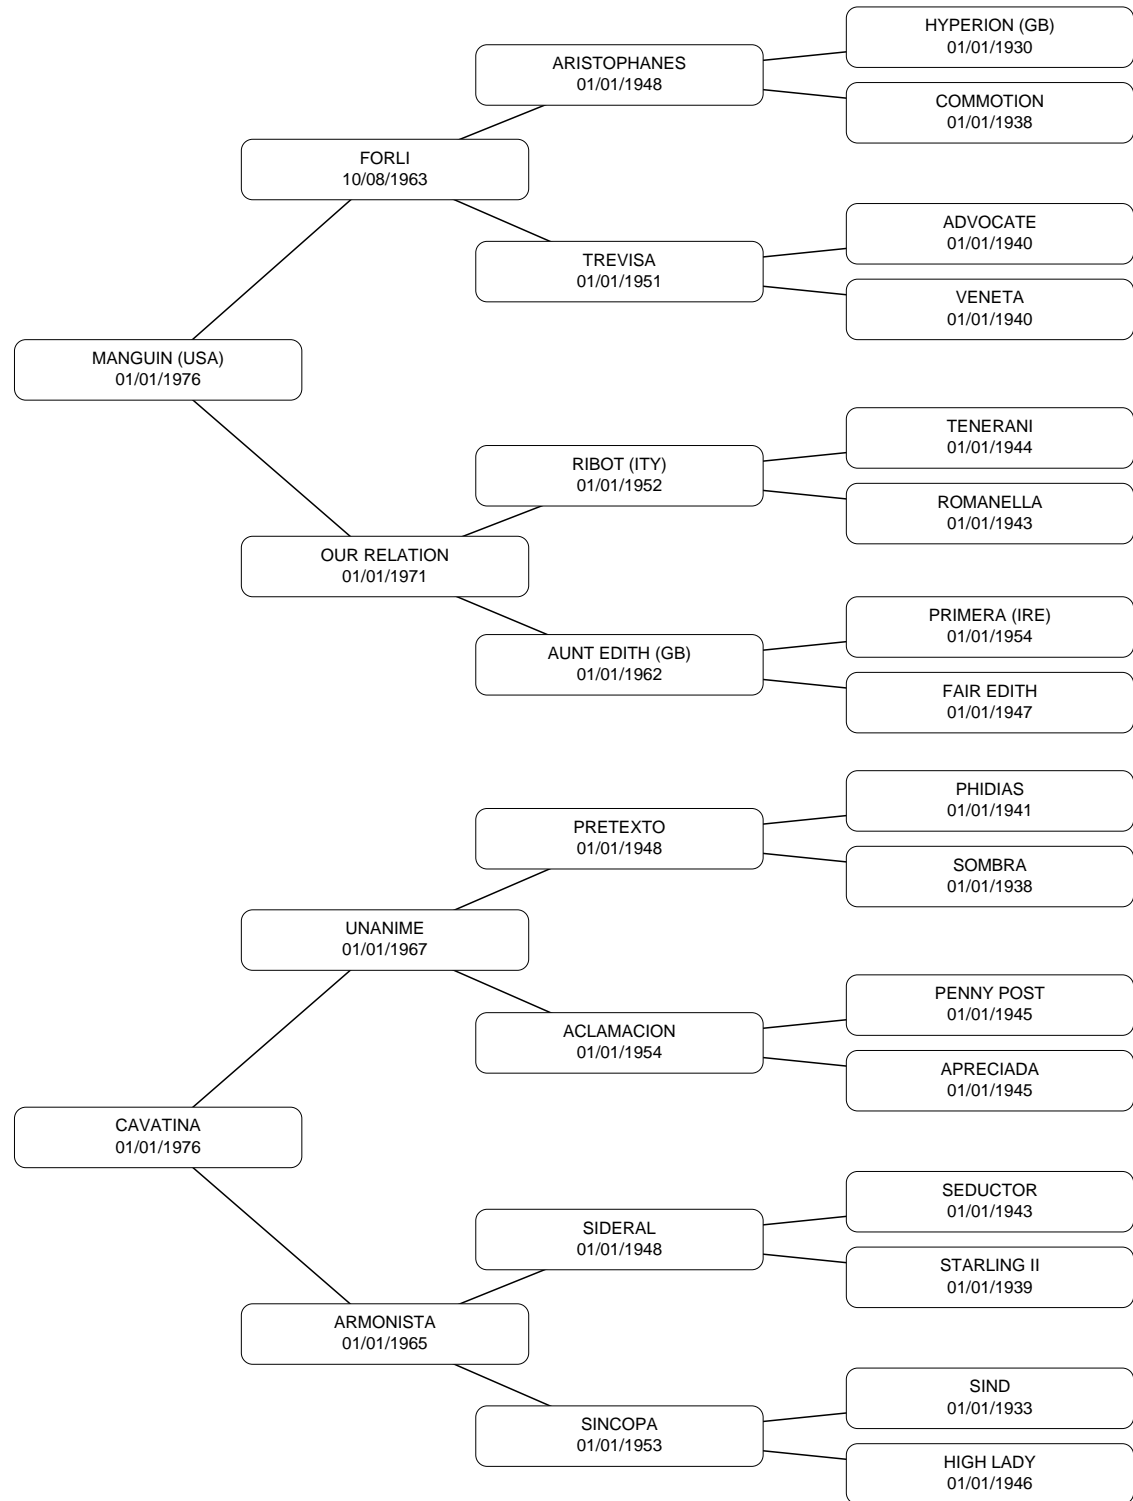 HYPERION (GB)
01/01/1930
ARISTOPHANES
01/01/1948
COMMOTION
01/01/1938
FORLI
10/08/1963
ADVOCATE
01/01/1940
TREVISA
01/01/1951
VENETA
01/01/1940
MANGUIN (USA)
01/01/1976
TENERANI
01/01/1944
RIBOT (ITY)
01/01/1952
ROMANELLA
01/01/1943
OUR RELATION
01/01/1971
PRIMERA (IRE)
01/01/1954
AUNT EDITH (GB)
01/01/1962
FAIR EDITH
01/01/1947
PHIDIAS
01/01/1941
PRETEXTO
01/01/1948
SOMBRA
01/01/1938
UNANIME
01/01/1967
PENNY POST
01/01/1945
ACLAMACION
01/01/1954
APRECIADA
01/01/1945
CAVATINA
01/01/1976
SEDUCTOR
01/01/1943
SIDERAL
01/01/1948
STARLING II
01/01/1939
ARMONISTA
01/01/1965
SIND
01/01/1933
SINCOPA
01/01/1953
HIGH LADY
01/01/1946